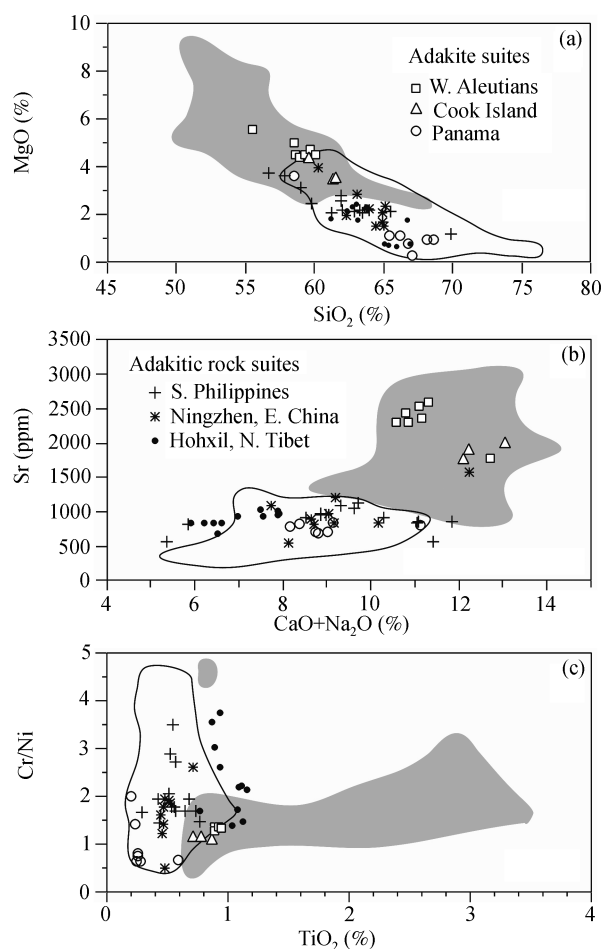 10
8
6
4
2
0
MgO (%)
(a)
Adakite suites
W. Aleutians
Cook Island
Panama
45 50 55 60 65 70 75 80
SiO₂ (%)
3500
3000
2500
2000
1500
1000
500
0
Sr (ppm)
(b)
Adakitic rock suites
S. Philippines
Ningzhen, E. China
Hohxil, N. Tibet
4 6 8 10 12 14
CaO+Na₂O (%)
5
4
3
2
1
0
Cr/Ni
(c)
0 1 2 3 4
TiO₂ (%)